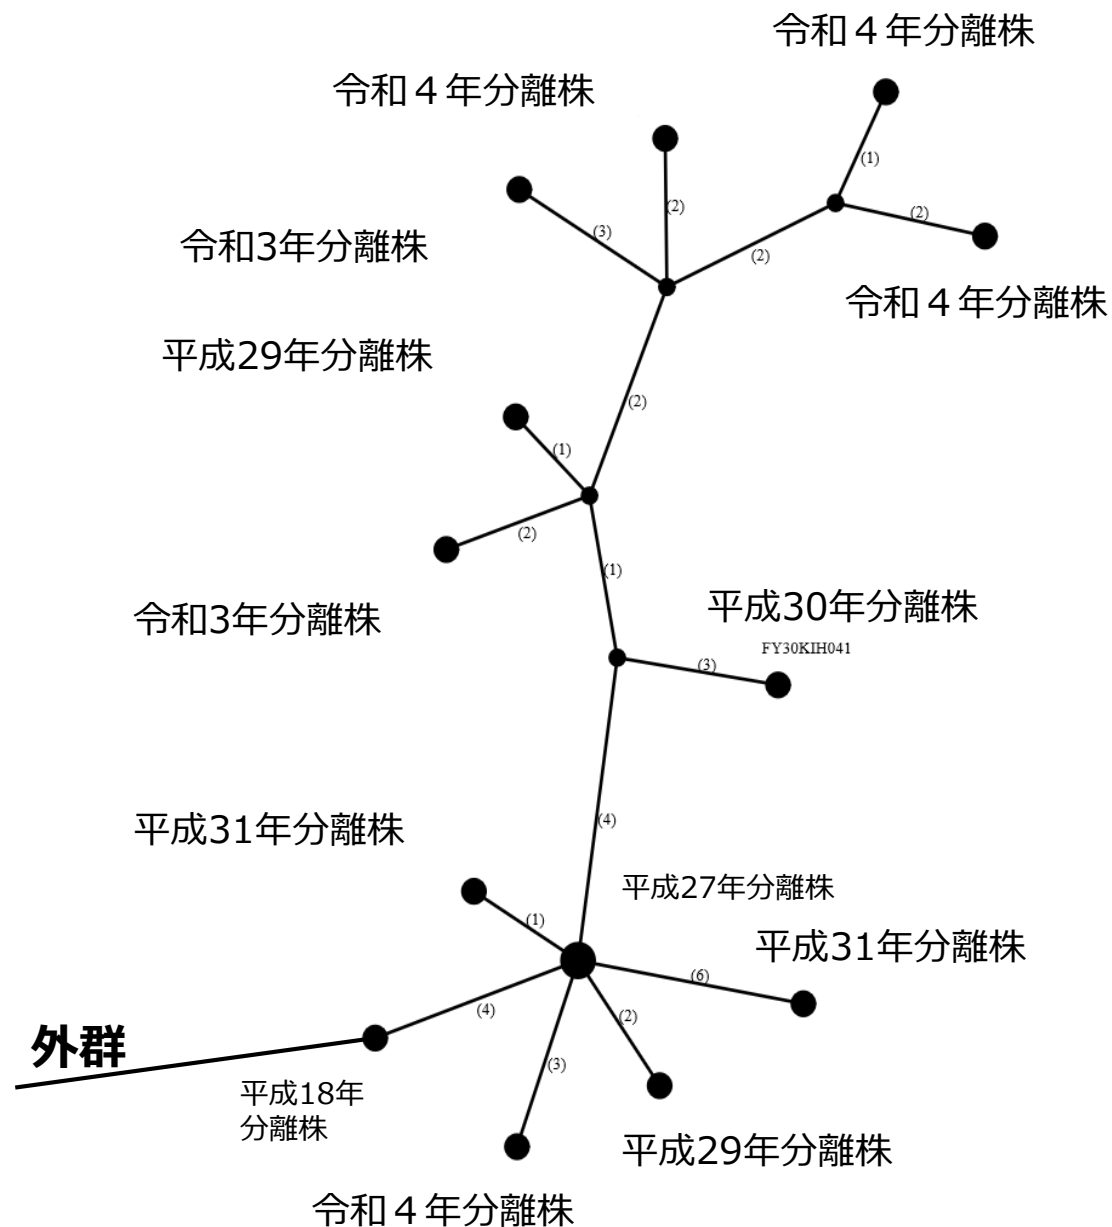 令和４年分離株
令和４年分離株
(1)
(2)
(2)
(3)
(2)
令和3年分離株
令和４年分離株
平成29年分離株
(2)
(1)
(2)
(1)
令和3年分離株
平成30年分離株
FY30KIH041
(3)
平成31年分離株
(4)
平成27年分離株
(1)
平成31年分離株
(6)
(4)
(2)
外群
(3)
平成18年
分離株
平成29年分離株
令和４年分離株